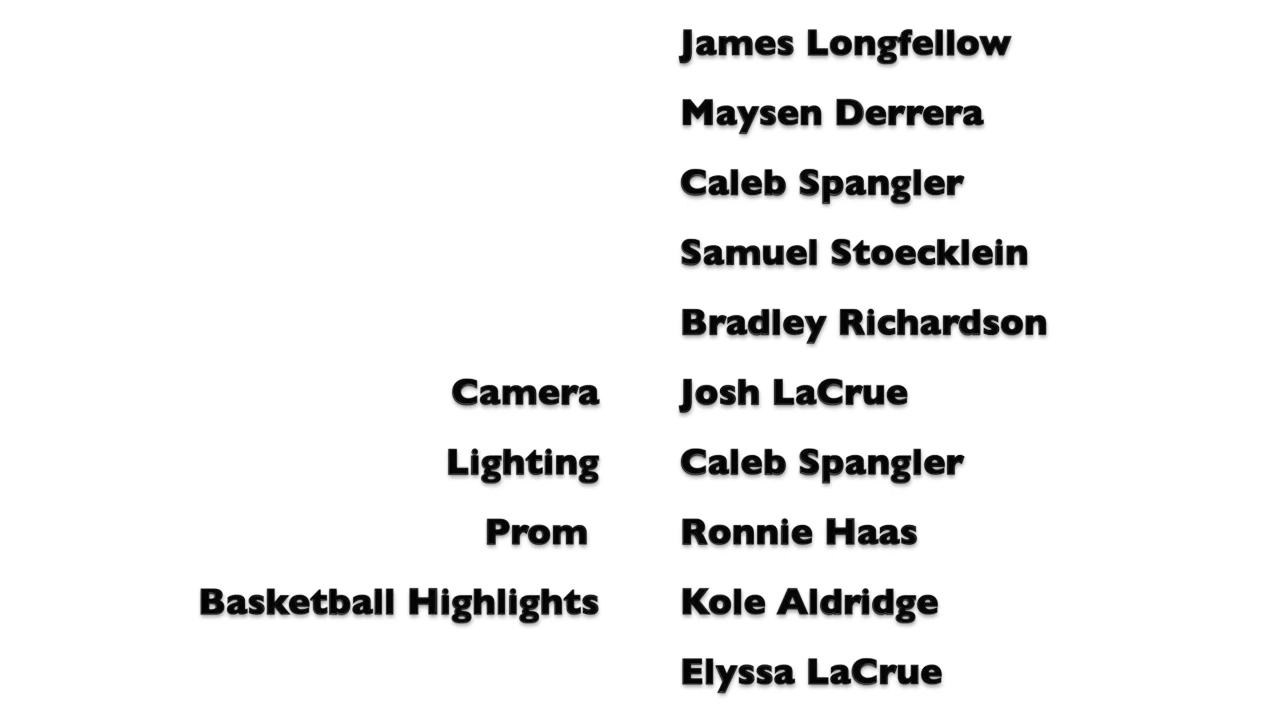 James Longfellow
Maysen Derrera
Caleb Spangler
Samuel Stoecklein
Bradley Richardson
Camera Josh LaCrue
Lighting Caleb Spangler
Prom Ronnie Haas
Basketball Highlights Kole Aldridge
Elyssa LaCrue